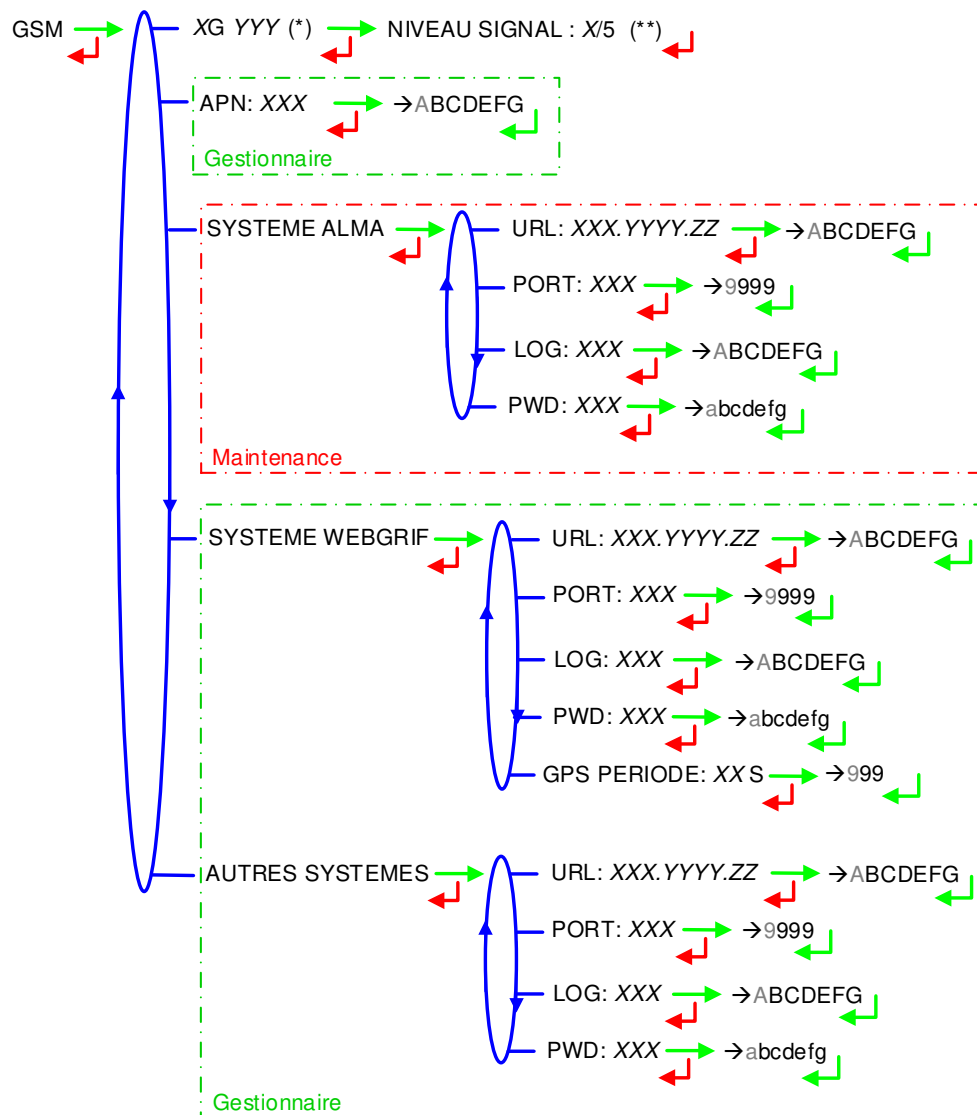 GSM XG YYY (*) NIVEAU SIGNAL : X/5 (**)
APN: XXX →ABCDEFG
Gestionnaire
SYSTEME ALMA URL: XXX.YYYY.ZZ →ABCDEFG
PORT: XXX →9999
LOG: XXX →ABCDEFG
PWD: XXX →abcdefg
Maintenance
SYSTEME WEBGRIF URL: XXX.YYYY.ZZ →ABCDEFG
PORT: XXX →9999
LOG: XXX →ABCDEFG
PWD: XXX →abcdefg
GPS PERIODE: XX S →999
AUTRES SYSTEMES URL: XXX.YYYY.ZZ →ABCDEFG
PORT: XXX →9999
LOG: XXX →ABCDEFG
PWD: XXX →abcdefg
Gestionnaire